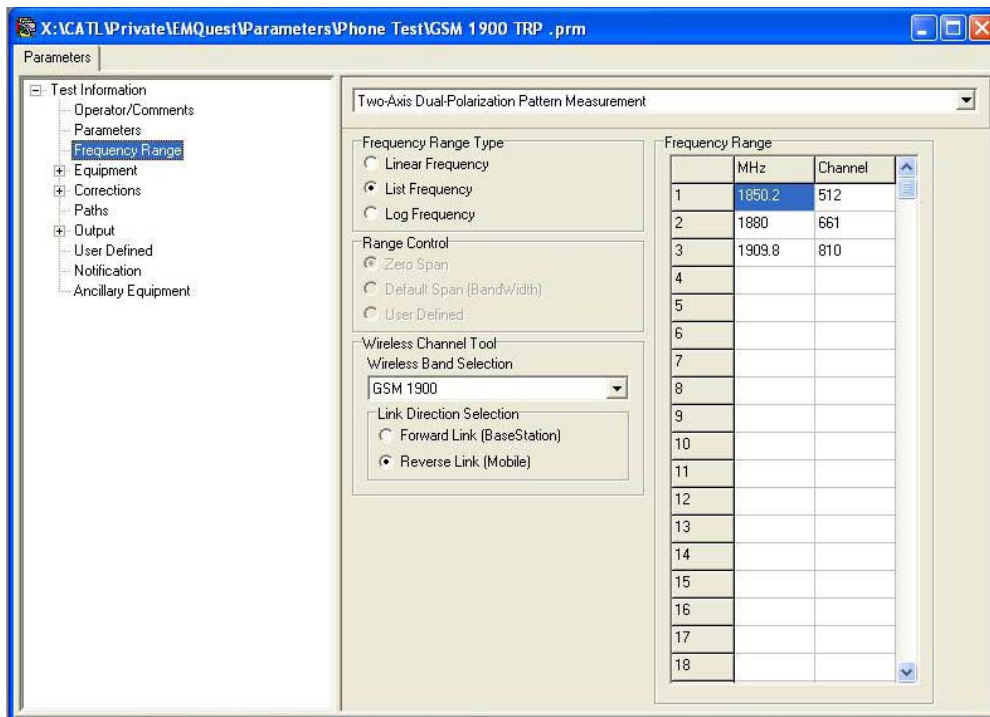 X:\CATL\Private\EMQuest\Parameters\Phone Test\GSM 1900 TRP .prm
Parameters
Test Information
Operator/Comments
Parameters
Frequency Range
Equipment
Corrections
Paths
Output
User Defined
Notification
Ancillary Equipment
Two-Axis Dual-Polarization Pattern Measurement
Frequency Range Type
Linear Frequency
List Frequency
Log Frequency
Range Control
Zero Span
Default Span (BandWidth)
User Defined
Wireless Channel Tool
Wireless Band Selection
GSM 1900
Link Direction Selection
Forward Link (BaseStation)
Reverse Link (Mobile)
Frequency Range
MHz Channel
1 1850.2 512
2 1880 661
3 1909.8 810
4
5
6
7
8
9
10
11
12
13
14
15
16
17
18